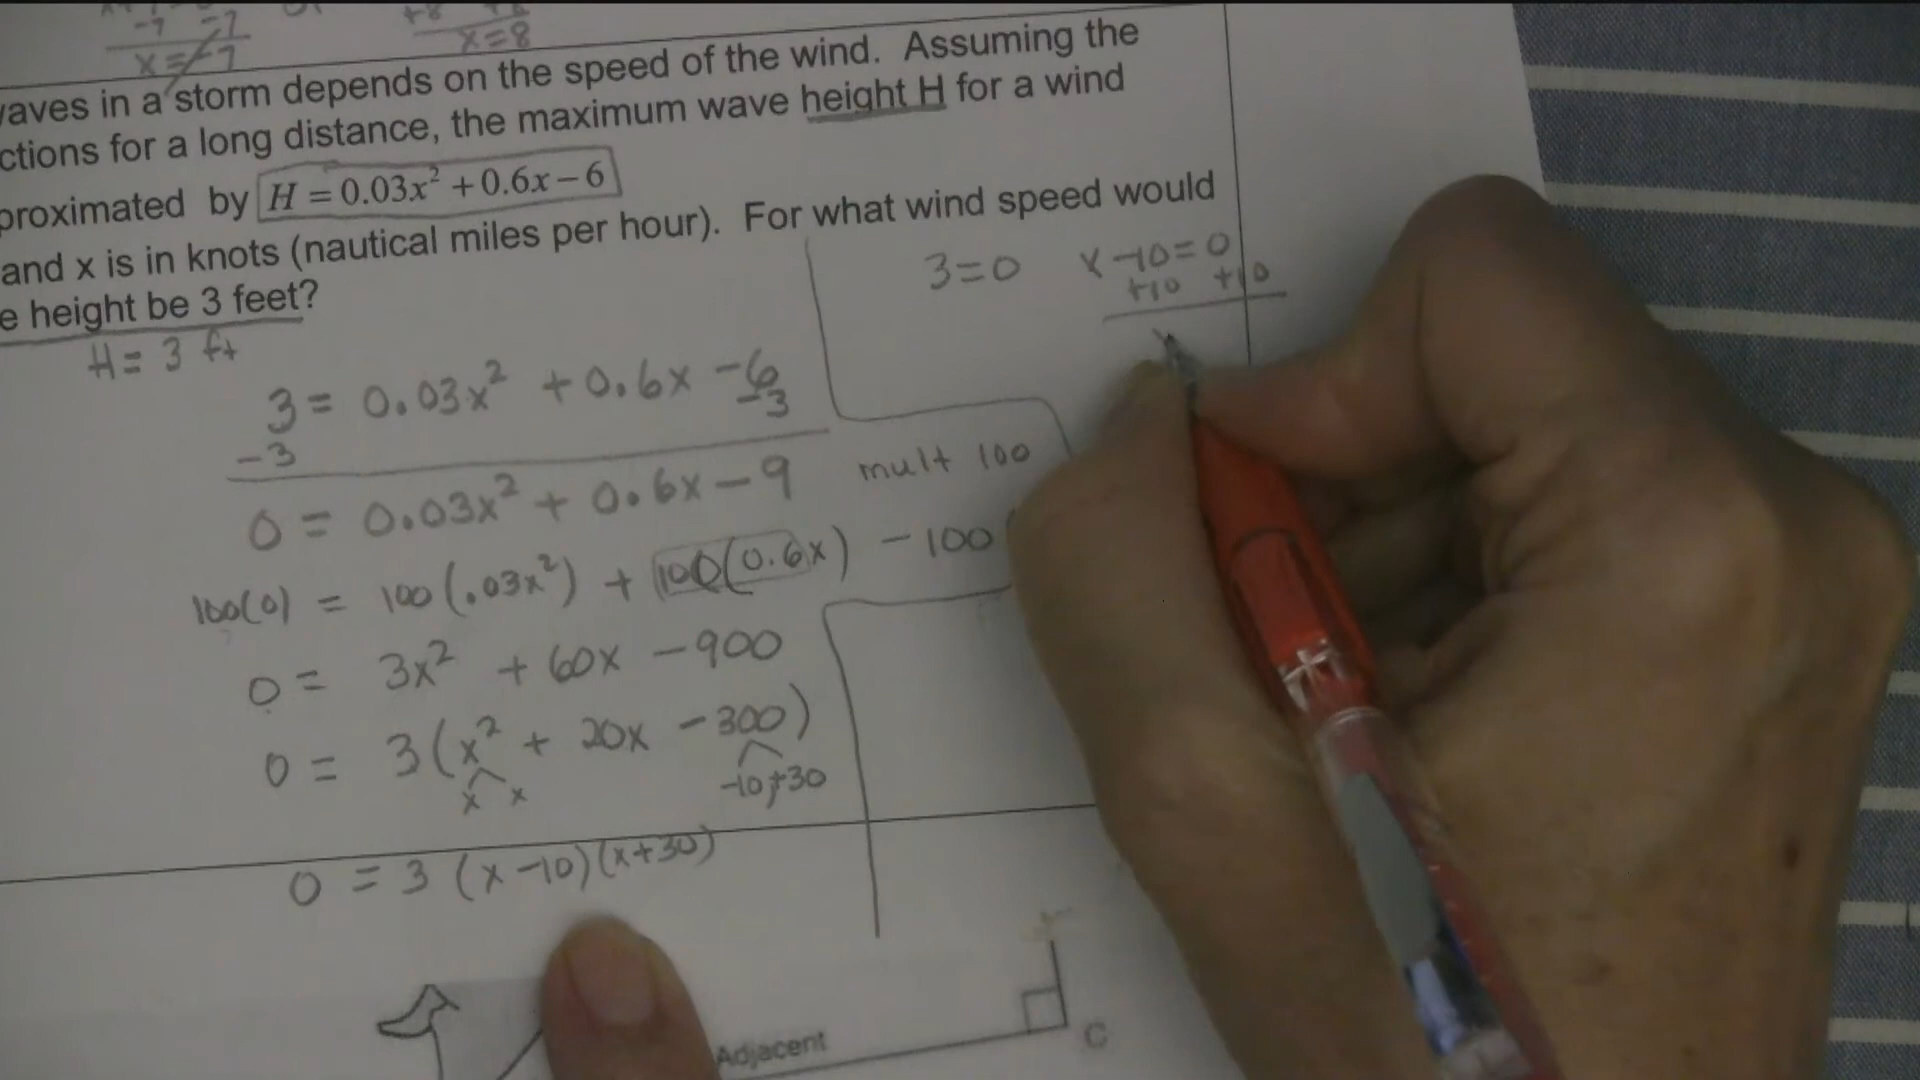 -7 -7
x=-7
+8
x=8
waves in a storm depends on the speed of the wind. Assuming the
ctions for a long distance, the maximum wave height H for a wind
proximated by H = 0.03x² + 0.6x − 6
and x is in knots (nautical miles per hour). For what wind speed would
e height be 3 feet?
H = 3 ft
3 = 0.03x² + 0.6x − 6
−3 −3
0 = 0.03x² + 0.6x − 9 mult 100
100(0) = 100(.03x²) + 100(0.6x) − 100
0 = 3x² + 60x − 900
0 = 3(x² + 20x − 300)
x x -10,+30
0 = 3 (x−10)(x+30)
3=0 x−10=0
+10 +10
x
Adjacent
C